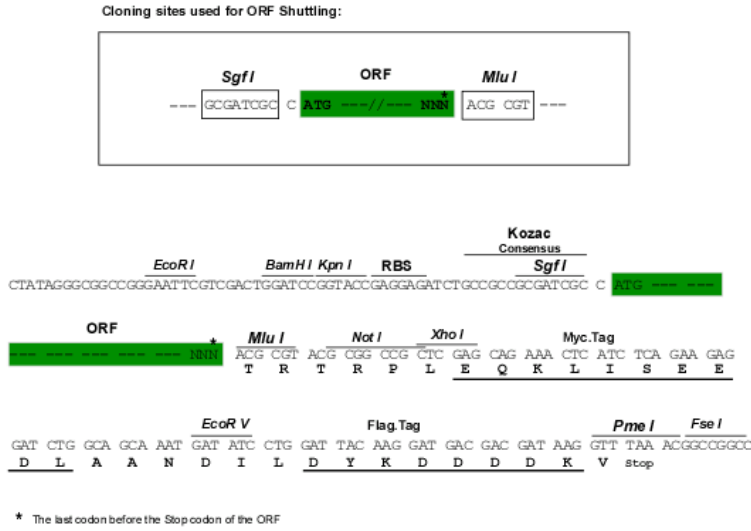 Cloning sites used for ORF Shuttling:
Sgf I ORF Mlu I
--- GCGATCGC C ATG ---//--- NNN* ACG CGT ---
Kozac
Consensus
EcoR I BamH I Kpn I RBS Sgf I
CTATAGGGCGGCCGGGAATTCGTCGACTGGATCCGGTACCGAGGAGATCTGCCGCCGCGATCGC C ATG --- ---
ORF Mlu I Not I Xho I Myc.Tag
--- --- --- --- --- --- NNN* ACG CGT ACG CGG CCG CTC GAG CAG AAA CTC ATC TCA GAA GAG
T R T R P L E Q K L I S E E
EcoR V Flag.Tag Pme I Fse I
GAT CTG GCA GCA AAT GAT ATC CTG GAT TAC AAG GAT GAC GAC GAT AAG GTT TAA ACGGCCGGCC
D L A A N D I L D Y K D D D D K V Stop
* The last codon before the Stop codon of the ORF